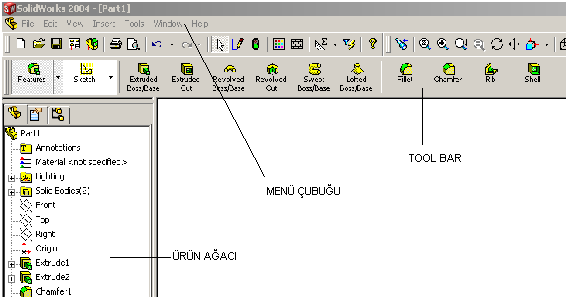 SolidWorks 2004 - [Part1]
File Edit View Insert Tools Window Help
Features Sketch Extruded Boss/Base Extruded Cut Revolved Boss/Base Revolved Cut Swept Boss/Base Lofted Boss/Base Fillet Chamfer Rib Shell
Part1
Annotations
Material <not specified>
Lighting
Solid Bodies(2)
Front
Top
Right
Origin
Extrude1
Extrude2
Chamfer1
TOOL BAR
MENÜ ÇUBUĞU
ÜRÜN AĞACI